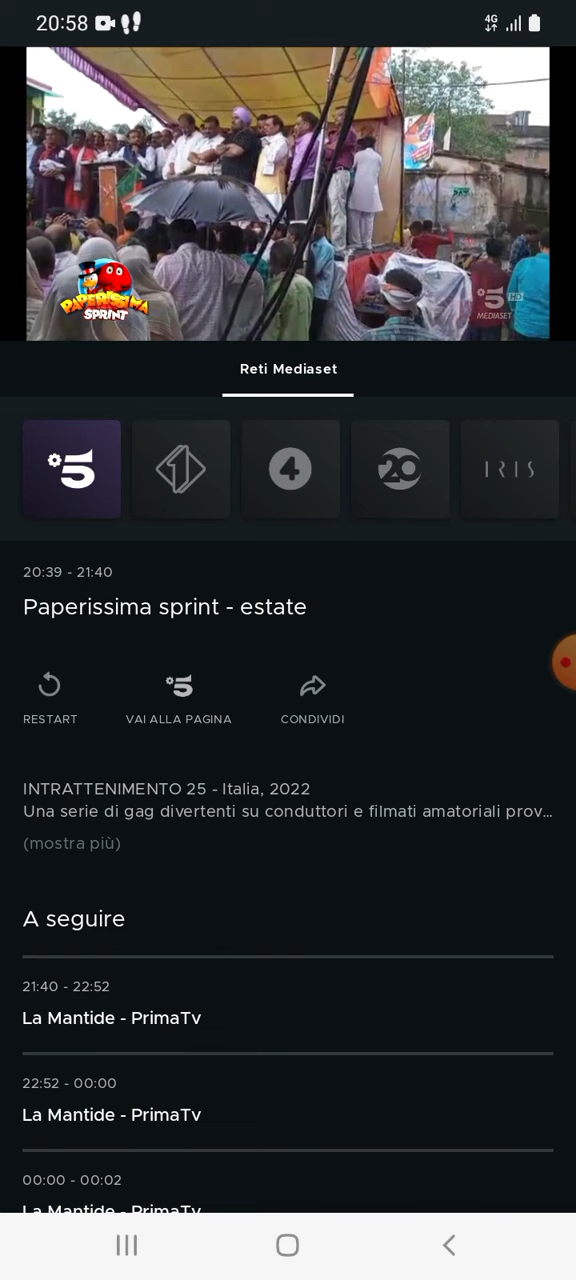 20:58
4G
PAPERISSIMA
SPRINT
5 HD
MEDIASET
Reti Mediaset
5
1
4
20
IRIS
20:39 - 21:40
Paperissima sprint - estate
5
RESTART
VAI ALLA PAGINA
CONDIVIDI
INTRATTENIMENTO 25 - Italia, 2022
Una serie di gag divertenti su conduttori e filmati amatoriali prov...
(mostra più)
A seguire
21:40 - 22:52
La Mantide - PrimaTv
22:52 - 00:00
La Mantide - PrimaTv
00:00 - 00:02
La Mantide - PrimaTv